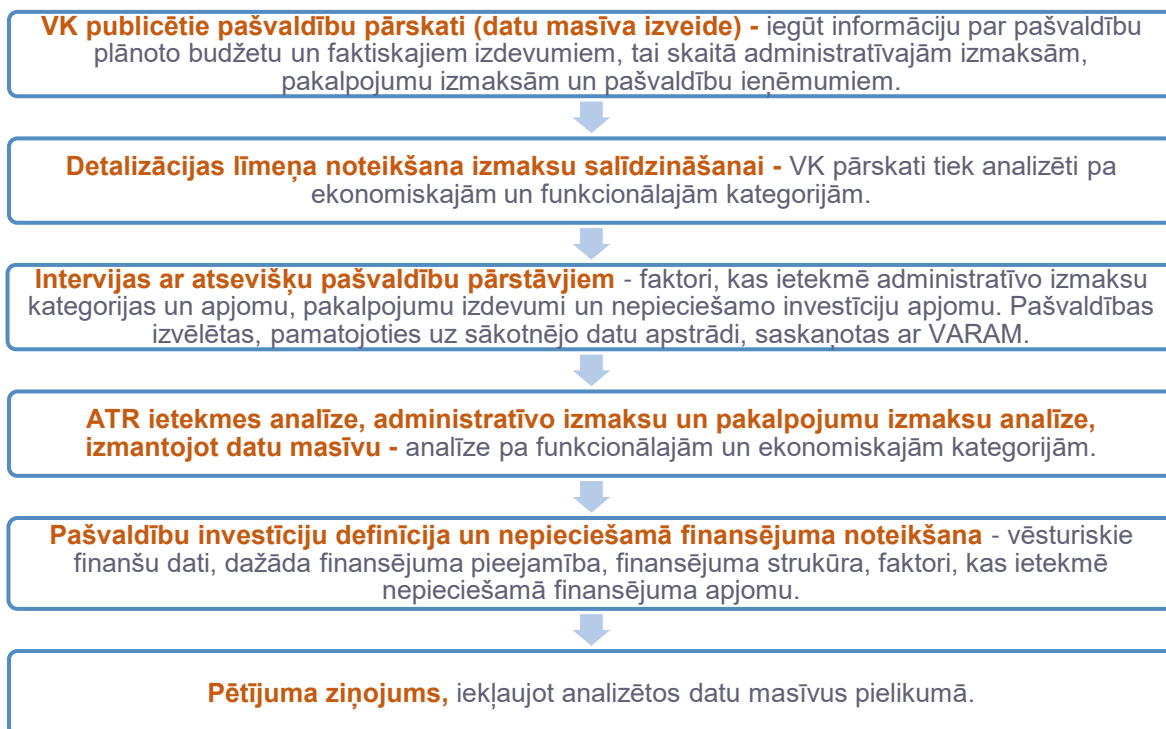 VK publicētie pašvaldību pārskati (datu masīva izveide) - iegūt informāciju par pašvaldību
plānoto budžetu un faktiskajiem izdevumiem, tai skaitā administratīvajām izmaksām,
pakalpojumu izmaksām un pašvaldību ieņēmumiem.
Detalizācijas līmeņa noteikšana izmaksu salīdzināšanai - VK pārskati tiek analizēti pa
ekonomiskajām un funkcionālajām kategorijām.
Intervijas ar atsevišķu pašvaldību pārstāvjiem - faktori, kas ietekmē administratīvo izmaksu
kategorijas un apjomu, pakalpojumu izdevumi un nepieciešamo investīciju apjomu. Pašvaldības
izvēlētas, pamatojoties uz sākotnējo datu apstrādi, saskaņotas ar VARAM.
ATR ietekmes analīze, administratīvo izmaksu un pakalpojumu izmaksu analīze,
izmantojot datu masīvu - analīze pa funkcionālajām un ekonomiskajām kategorijām.
Pašvaldību investīciju definīcija un nepieciešamā finansējuma noteikšana - vēsturiskie
finanšu dati, dažāda finansējuma pieejamība, finansējuma strukūra, faktori, kas ietekmē
nepieciešamā finansējuma apjomu.
Pētījuma ziņojums, iekļaujot analizētos datu masīvus pielikumā.